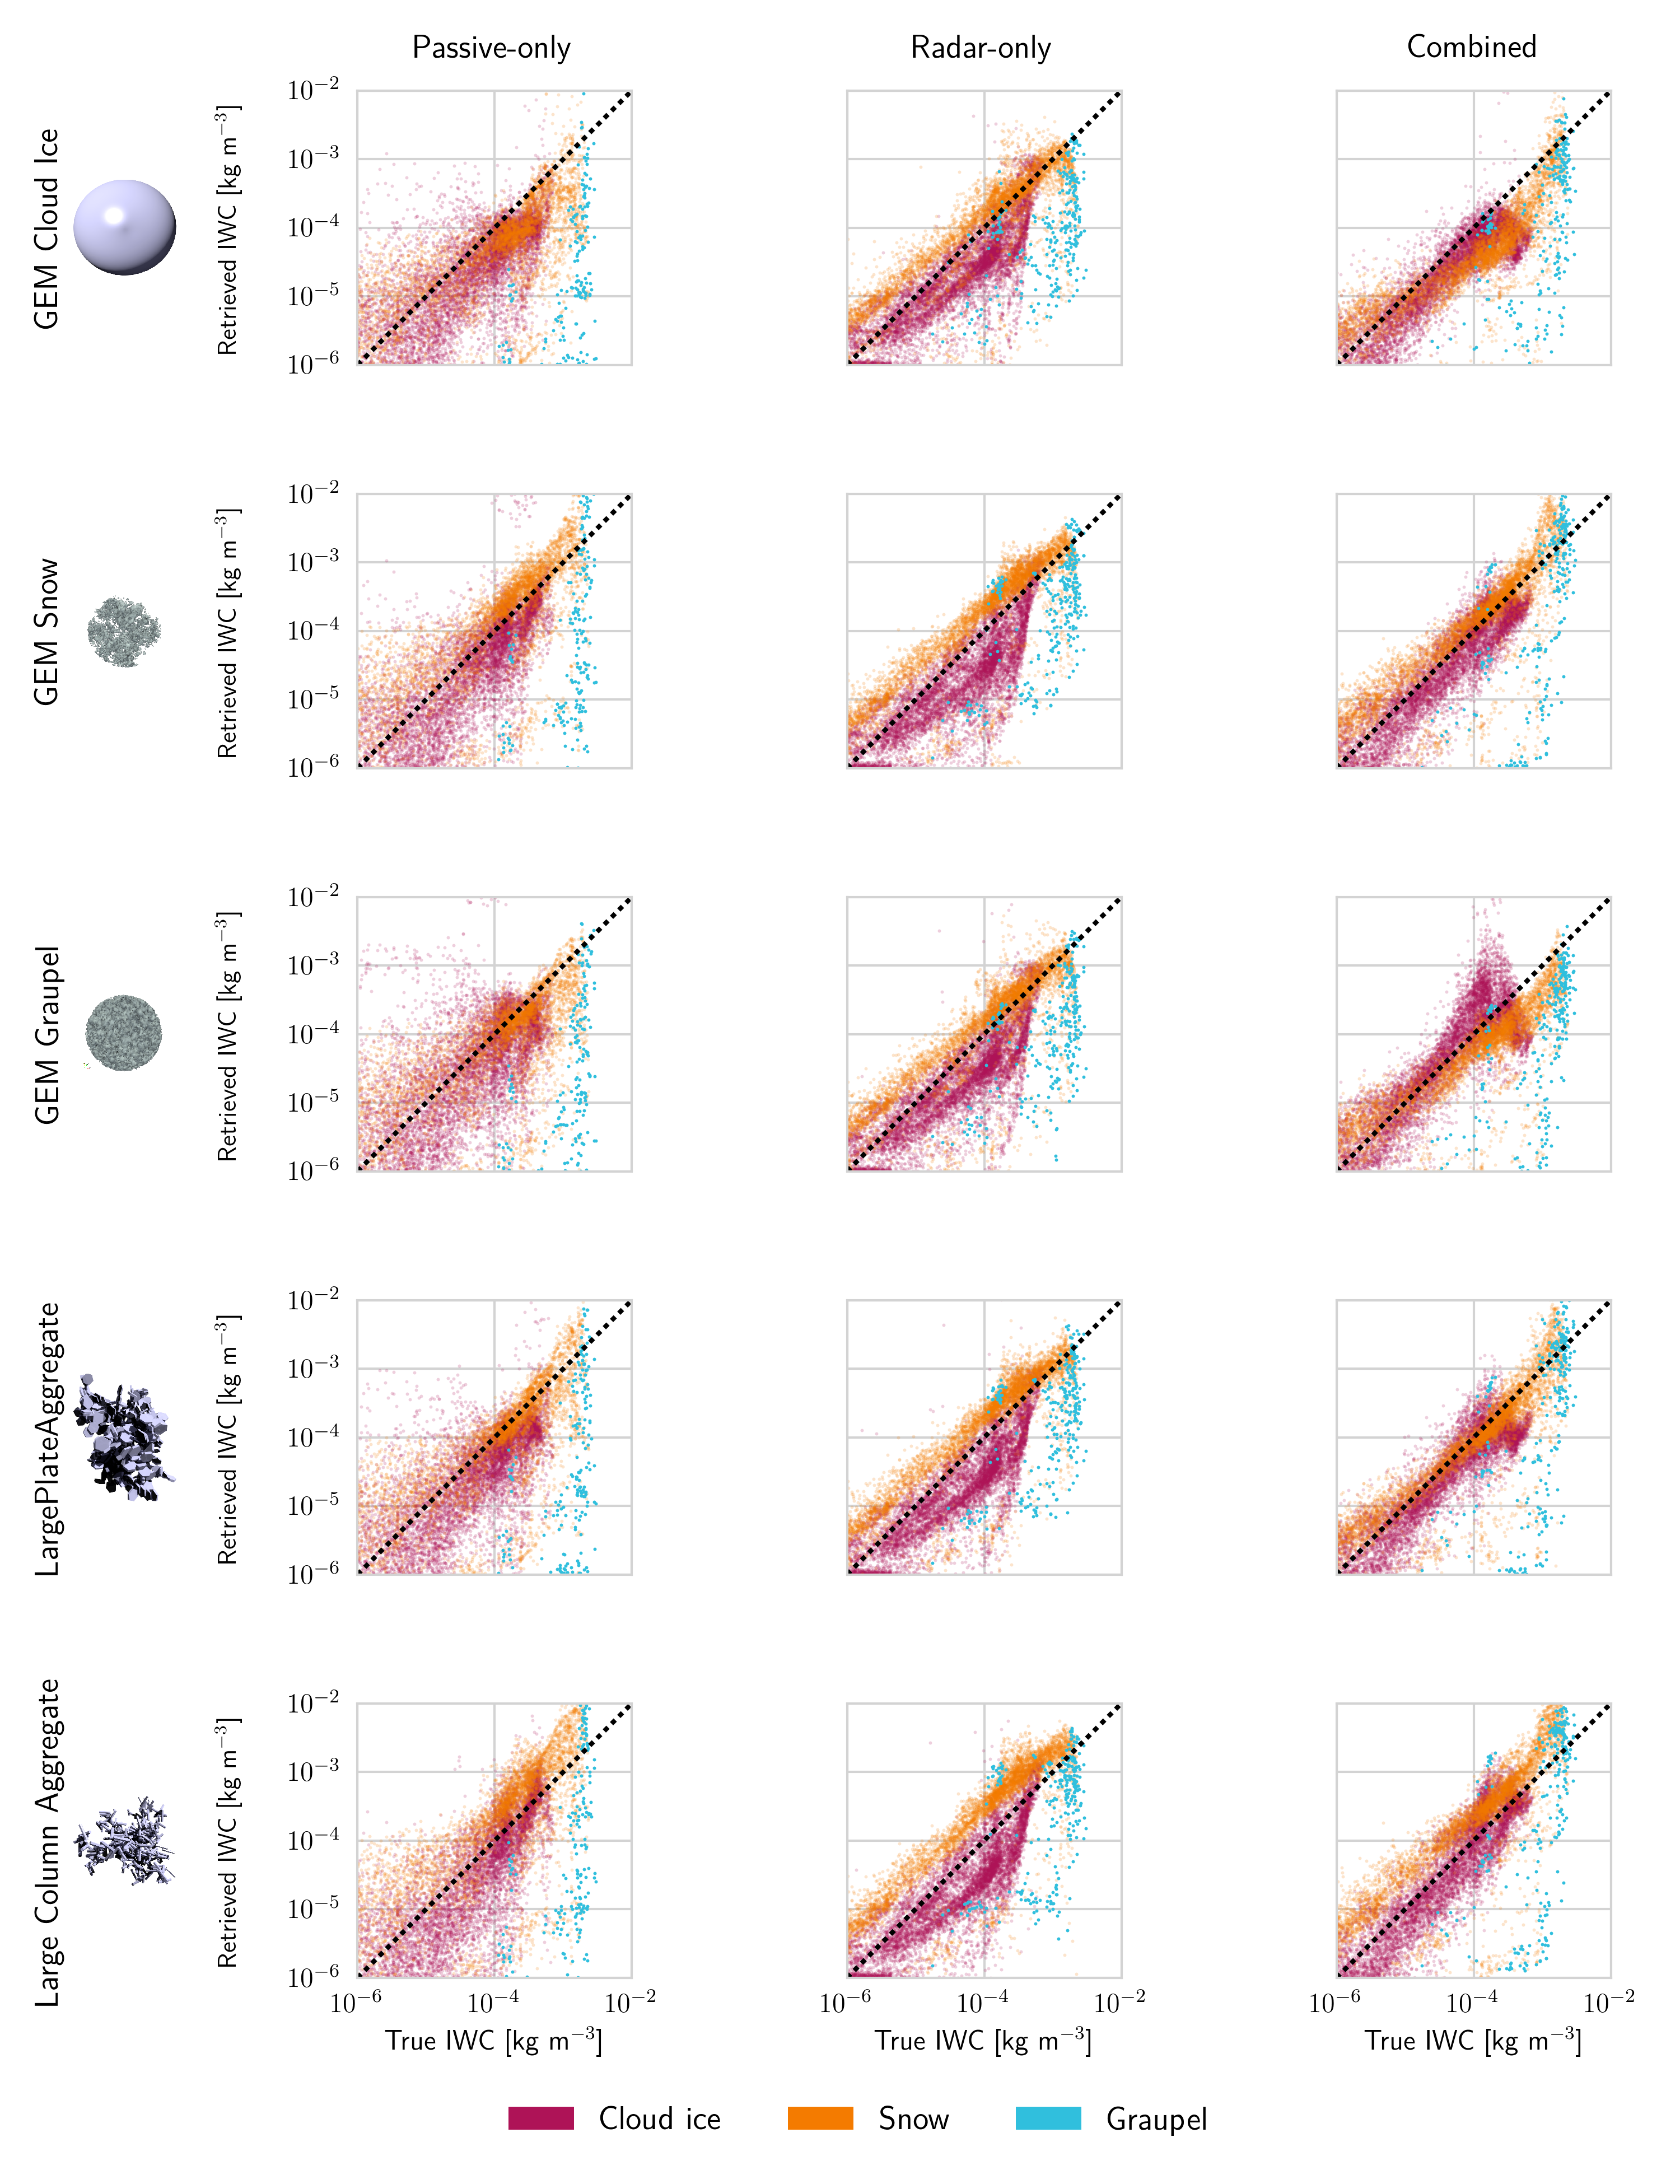 Passive-only Radar-only Combined
GEM Cloud Ice
Retrieved IWC [kg m⁻³]
10⁻²
10⁻³
10⁻⁴
10⁻⁵
10⁻⁶
GEM Snow
Retrieved IWC [kg m⁻³]
10⁻²
10⁻³
10⁻⁴
10⁻⁵
10⁻⁶
GEM Graupel
Retrieved IWC [kg m⁻³]
10⁻²
10⁻³
10⁻⁴
10⁻⁵
10⁻⁶
LargePlateAggregate
Retrieved IWC [kg m⁻³]
10⁻²
10⁻³
10⁻⁴
10⁻⁵
10⁻⁶
Large Column Aggregate
Retrieved IWC [kg m⁻³]
10⁻²
10⁻³
10⁻⁴
10⁻⁵
10⁻⁶
10⁻⁶ 10⁻⁴ 10⁻² 10⁻⁶ 10⁻⁴ 10⁻² 10⁻⁶ 10⁻⁴ 10⁻²
True IWC [kg m⁻³] True IWC [kg m⁻³] True IWC [kg m⁻³]
Cloud ice Snow Graupel